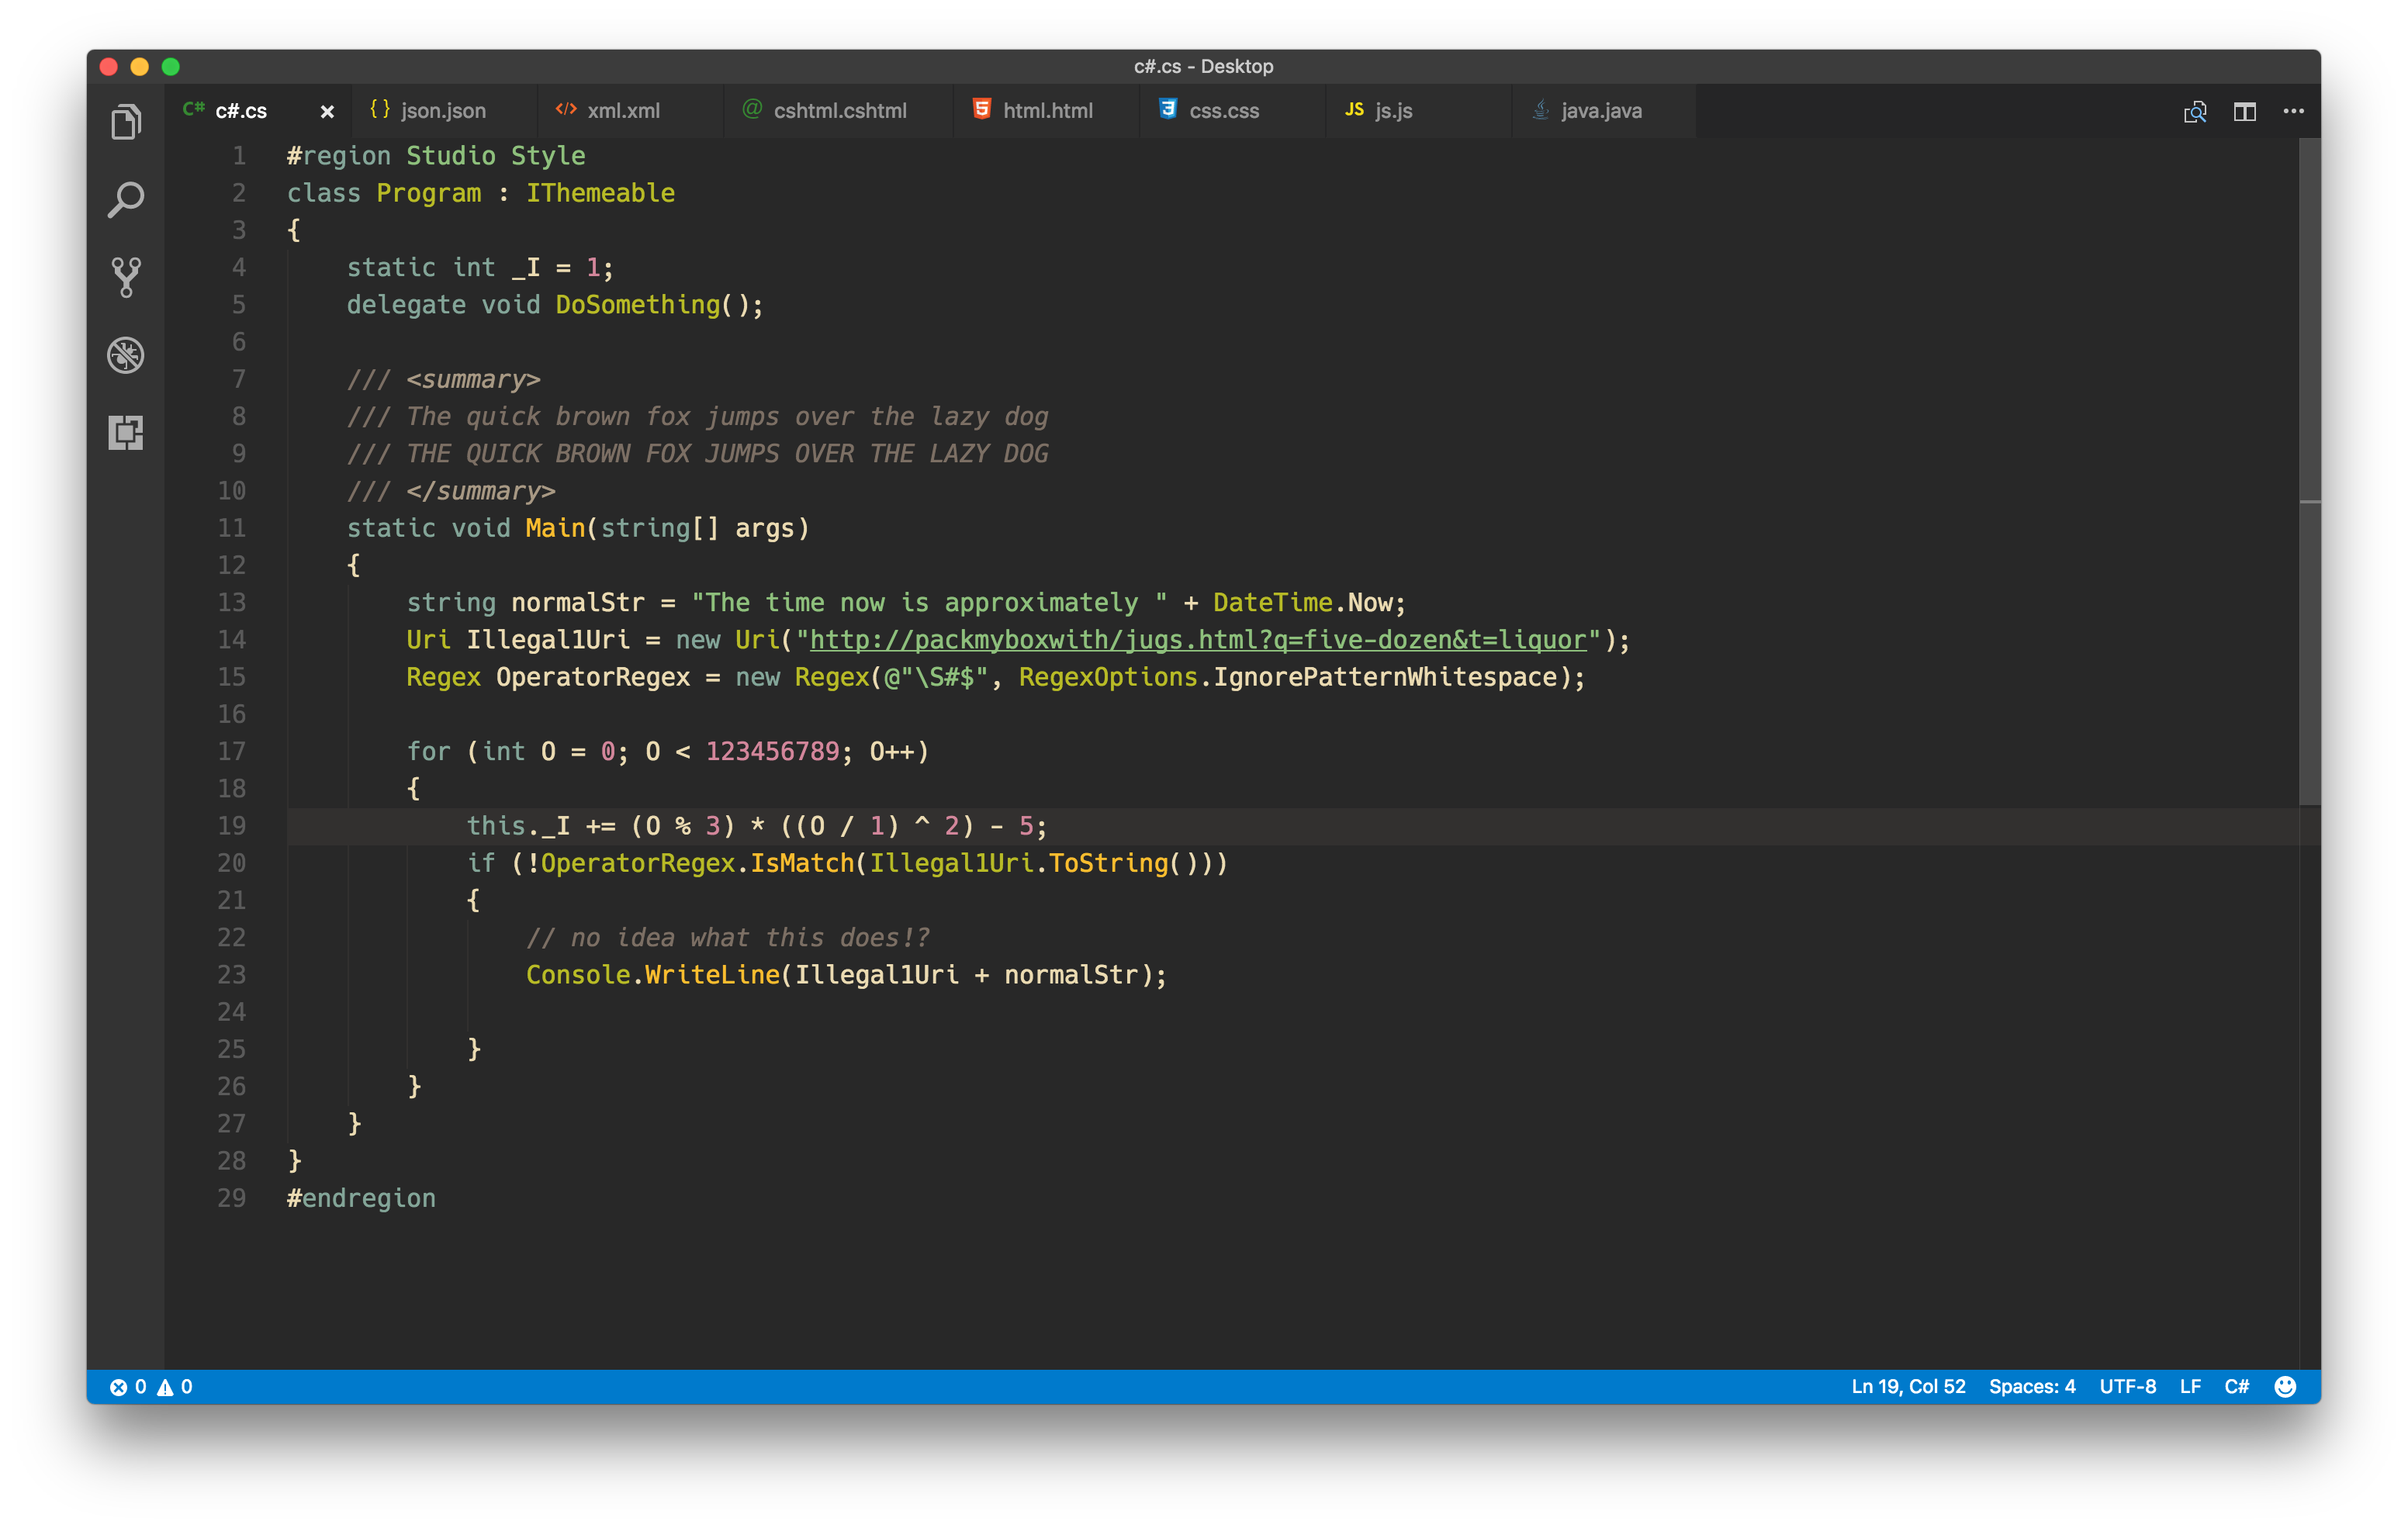 c#.cs - Desktop
C# c#.cs × {} json.json </> xml.xml @ cshtml.cshtml 5 html.html 3 css.css JS js.js java.java ...
1 #region Studio Style
2 class Program : IThemeable
3 {
4     static int _I = 1;
5     delegate void DoSomething();
6
7     /// <summary>
8     /// The quick brown fox jumps over the lazy dog
9     /// THE QUICK BROWN FOX JUMPS OVER THE LAZY DOG
10     /// </summary>
11     static void Main(string[] args)
12     {
13         string normalStr = "The time now is approximately " + DateTime.Now;
14         Uri Illegal1Uri = new Uri("http://packmyboxwith/jugs.html?q=five-dozen&t=liquor");
15         Regex OperatorRegex = new Regex(@"\S#$", RegexOptions.IgnorePatternWhitespace);
16
17         for (int O = 0; O < 123456789; O++)
18         {
19             this._I += (O % 3) * ((O / 1) ^ 2) - 5;
20             if (!OperatorRegex.IsMatch(Illegal1Uri.ToString()))
21             {
22                 // no idea what this does!?
23                 Console.WriteLine(Illegal1Uri + normalStr);
24
25             }
26         }
27     }
28 }
29 #endregion
0 0 Ln 19, Col 52 Spaces: 4 UTF-8 LF C#